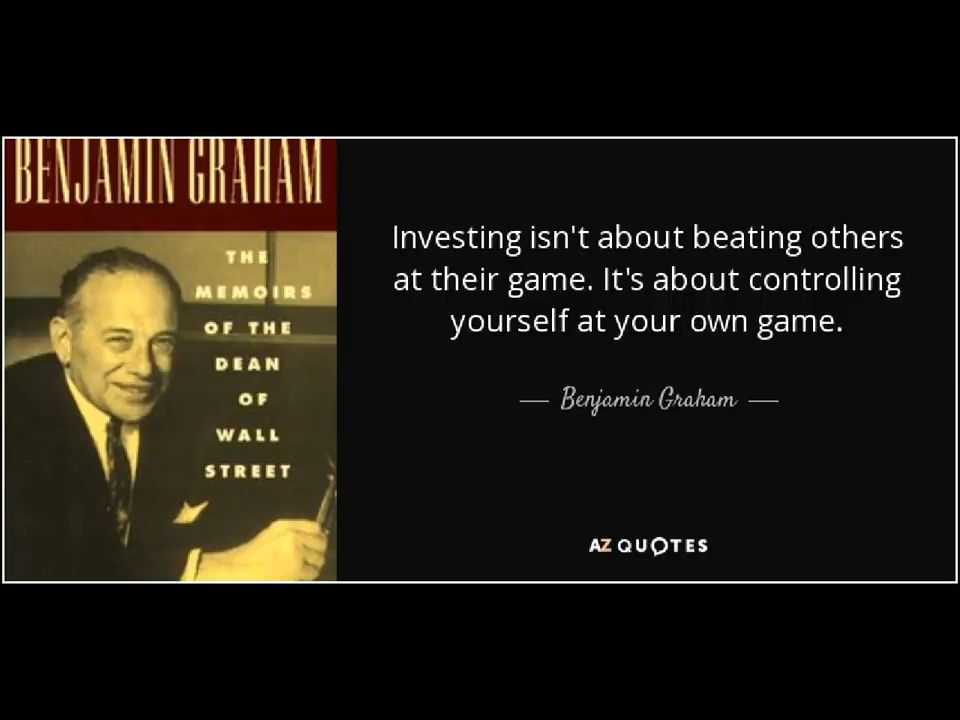 BENJAMIN GRAHAM
THE
MEMOIRS
OF THE
DEAN
OF
WALL
STREET
Investing isn't about beating others
at their game. It's about controlling
yourself at your own game.
— Benjamin Graham —
AZ QUOTES